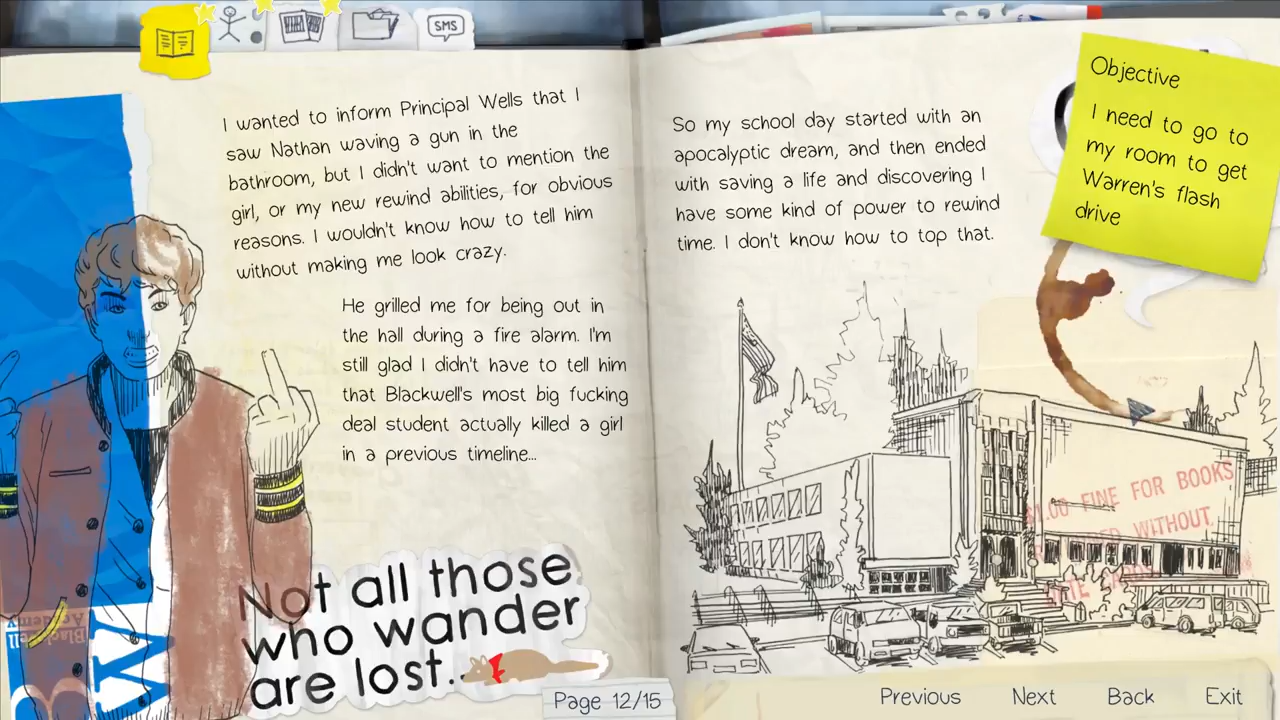 SMS
I wanted to inform Principal Wells that I
saw Nathan waving a gun in the
bathroom, but I didn't want to mention the
girl, or my new rewind abilities, for obvious
reasons. I wouldn't know how to tell him
without making me look crazy.
He grilled me for being out in
the hall during a fire alarm. I'm
still glad I didn't have to tell him
that Blackwell's most big fucking
deal student actually killed a girl
in a previous timeline...
Not all those
who wander
are lost.
Page 12/15
So my school day started with an
apocalyptic dream, and then ended
with saving a life and discovering I
have some kind of power to rewind
time. I don't know how to top that.
Objective
I need to go to
my room to get
Warren's flash
drive
FINE FOR BOOKS
WITHOUT
Previous
Next
Back
Exit